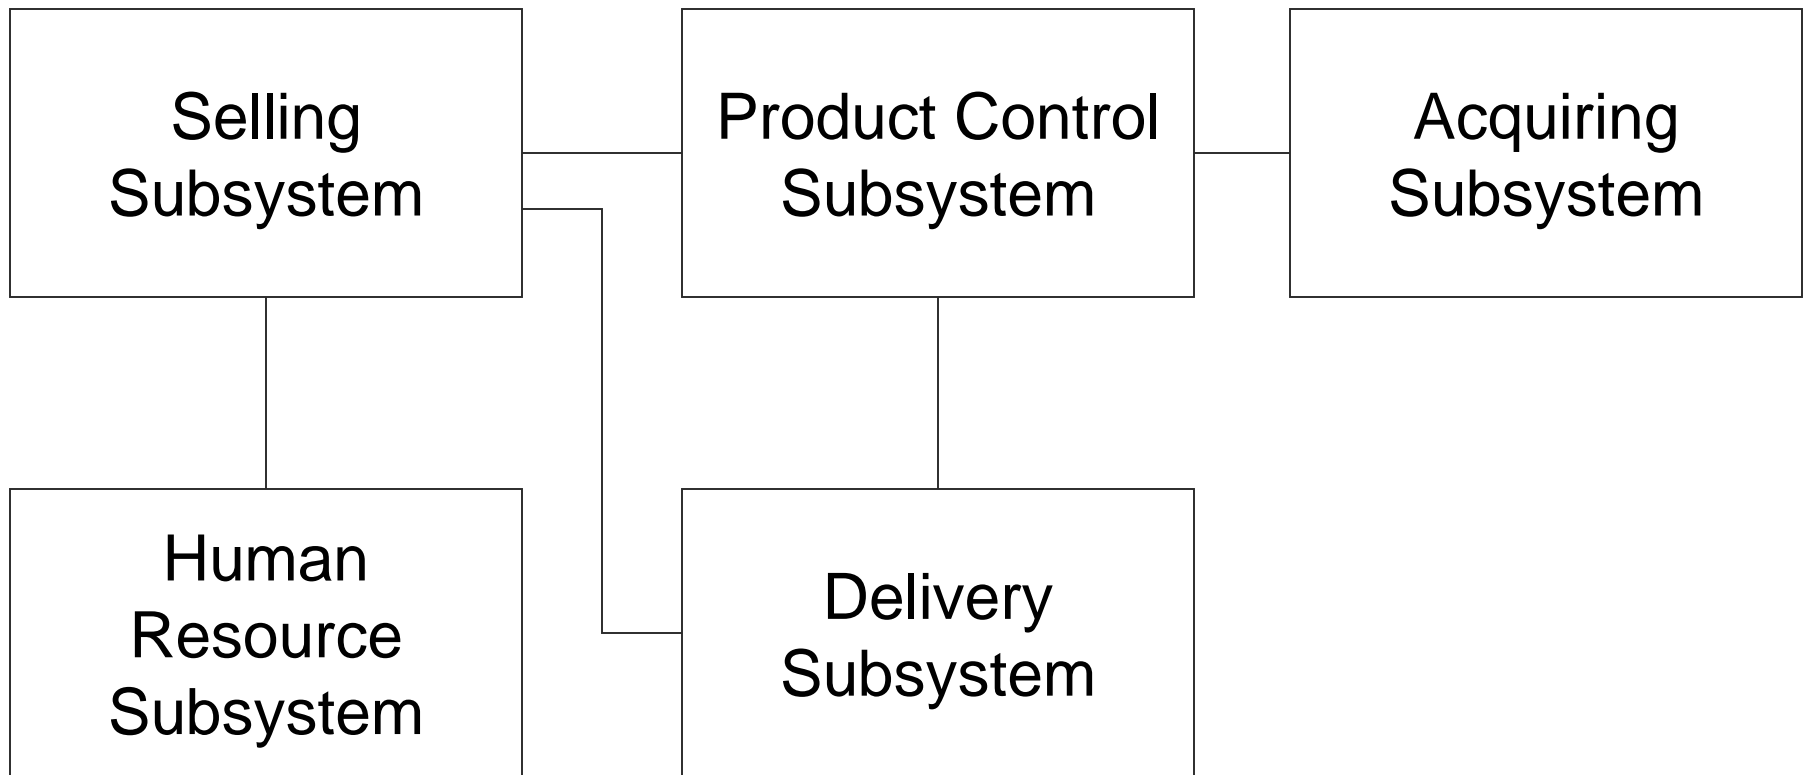 Selling
Subsystem
Product Control
Subsystem
Acquiring
Subsystem
Human
Resource
Subsystem
Delivery
Subsystem